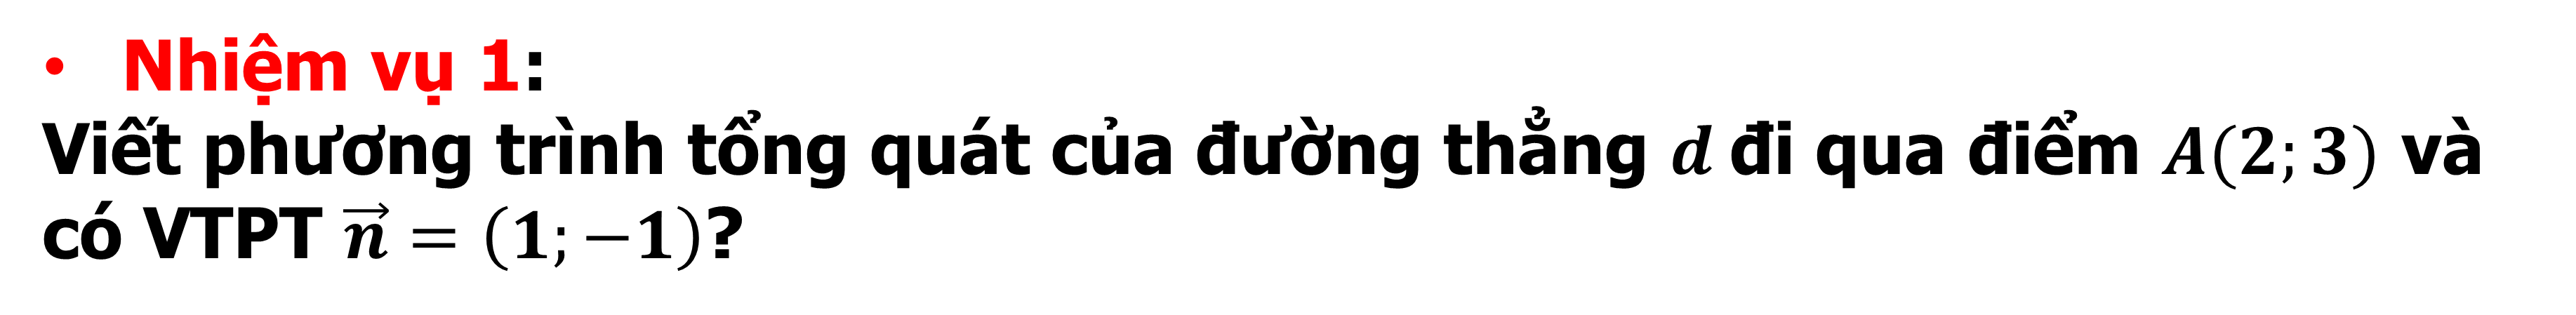 • Nhiệm vụ 1:
Viết phương trình tổng quát của đường thẳng d đi qua điểm A(2; 3) và
có VTPT n⃗ = (1; −1)?